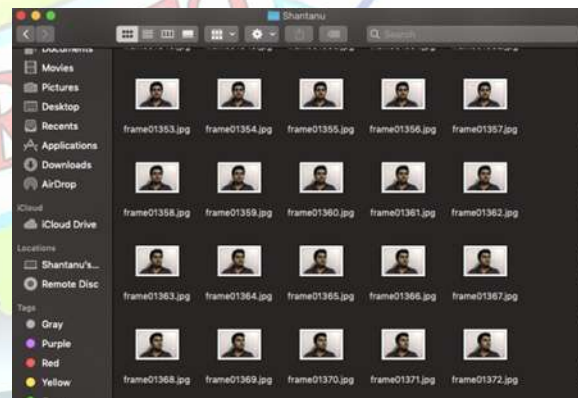 Shantanu
Search
Documents
Movies
Pictures
Desktop
Recents
Applications
Downloads
AirDrop
iCloud
iCloud Drive
Locations
Shantanu's...
Remote Disc
Tags
Gray
Purple
Red
Yellow
frame01353.jpg frame01354.jpg frame01355.jpg frame01356.jpg frame01357.jpg
frame01358.jpg frame01359.jpg frame01360.jpg frame01361.jpg frame01362.jpg
frame01363.jpg frame01364.jpg frame01365.jpg frame01366.jpg frame01367.jpg
frame01368.jpg frame01369.jpg frame01370.jpg frame01371.jpg frame01372.jpg